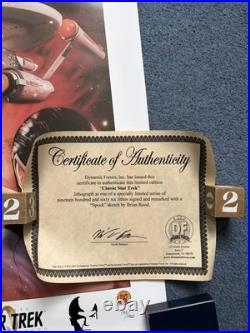 Certificate of Authenticity
Dynamic Forces, Inc. has issued this
certificate to authenticate this limited edition
"Classic Star Trek"
lithograph as one of a specially limited series of
nineteen hundred and sixty six lithos signed and remarked with a
"Spock" sketch by Brian Rood.
2
2
DF
STAR TREK